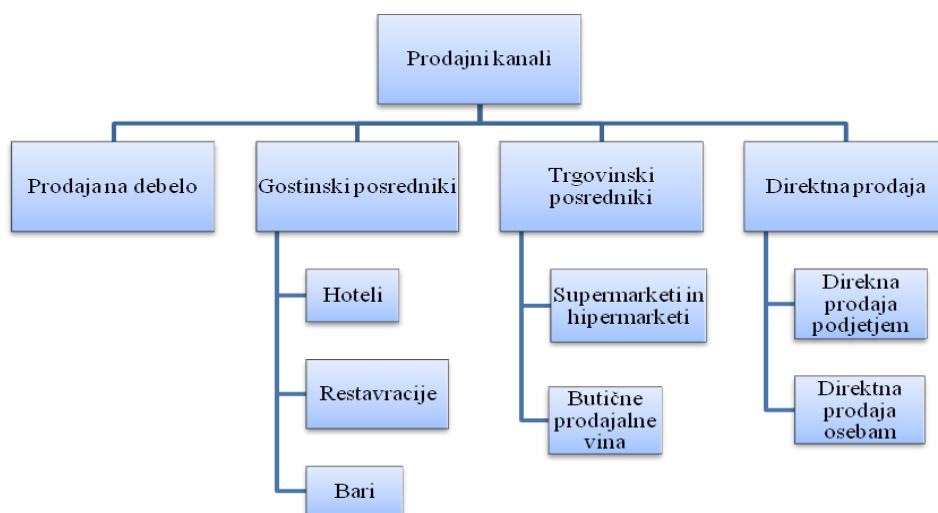 Prodajni kanali
Prodaja na debelo
Gostinski posredniki
Trgovinski
posredniki
Direktna prodaja
Hoteli
Restavracije
Bari
Supermarketi in
hipermarketi
Butične
prodajalne
vina
Direkna
prodaja
podjetjem
Direktna
prodaja
osebam